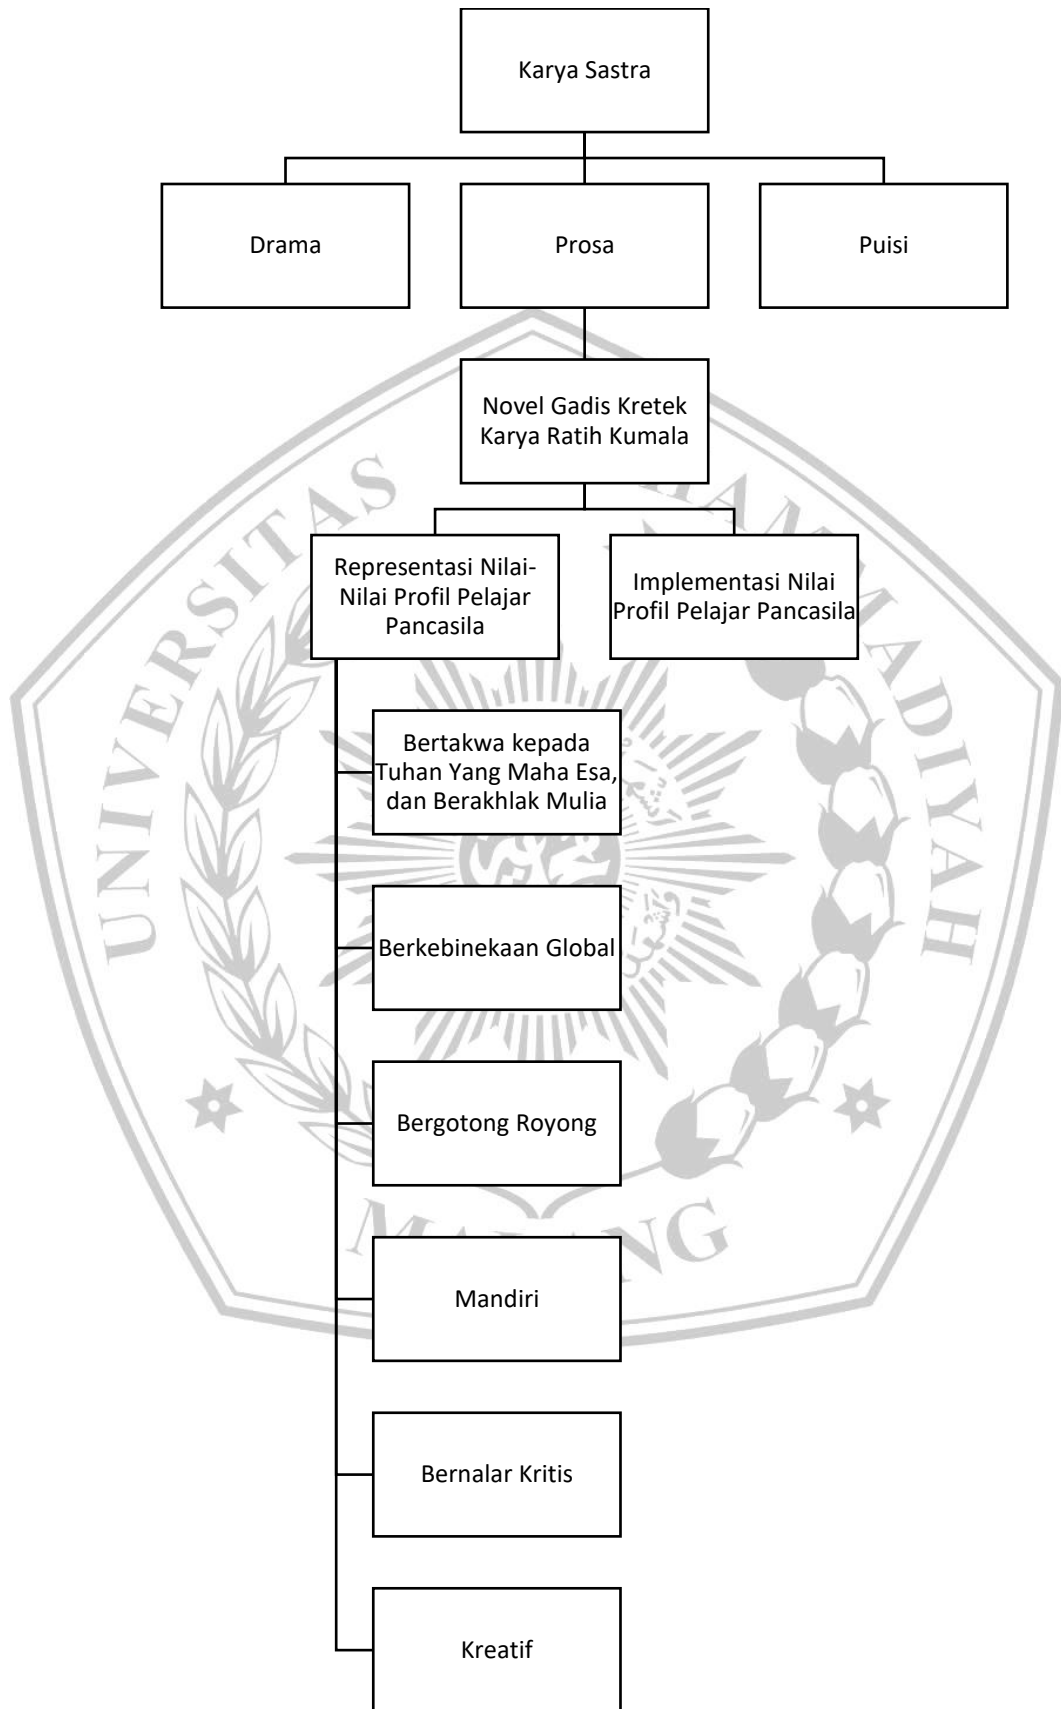 Karya Sastra
Drama
Prosa
Puisi
Novel Gadis Kretek
Karya Ratih Kumala
Representasi Nilai-
Nilai Profil Pelajar
Pancasila
Implementasi Nilai
Profil Pelajar Pancasila
Bertakwa kepada
Tuhan Yang Maha Esa,
dan Berakhlak Mulia
Berkebinekaan Global
Bergotong Royong
Mandiri
Bernalar Kritis
Kreatif
UNIVERSITAS